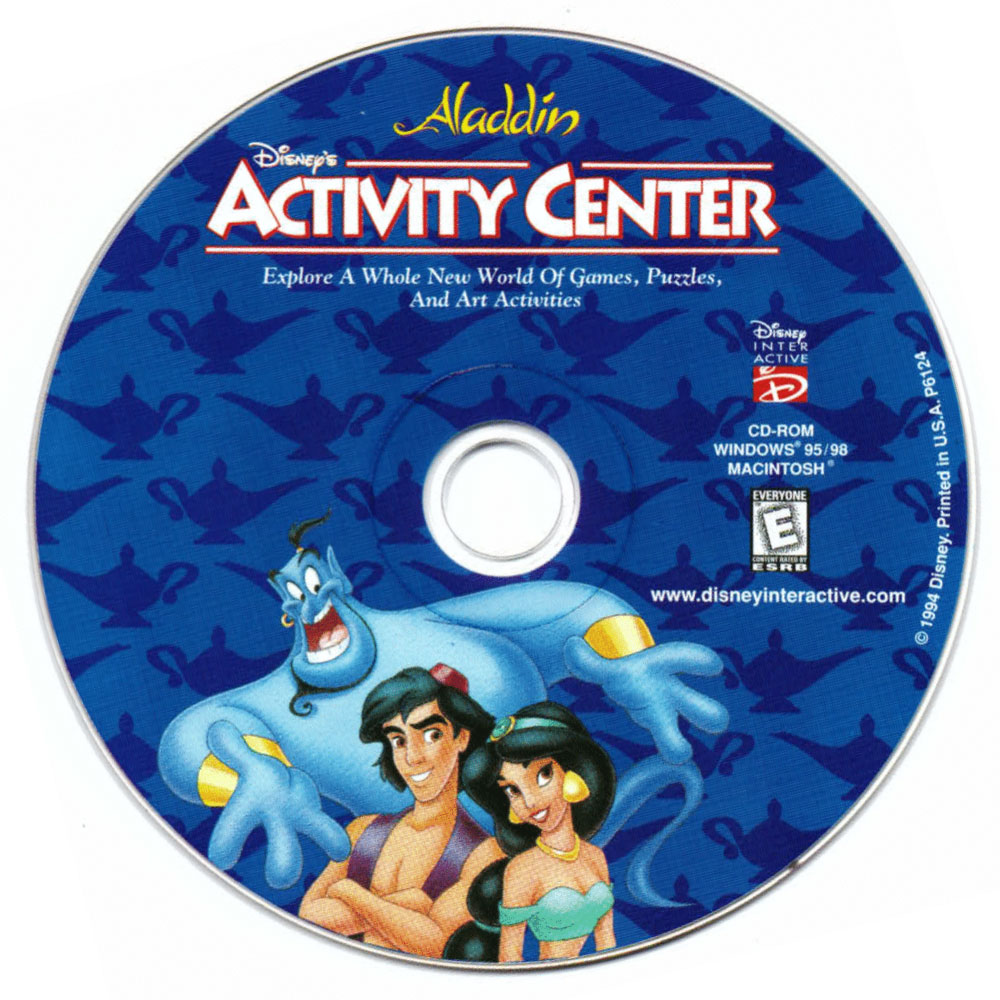 Aladdin
Disney's
ACTIVITY CENTER
Explore A Whole New World Of Games, Puzzles,
And Art Activities
Disney
INTER
ACTIVE
D
CD-ROM
WINDOWS® 95/98
MACINTOSH®
EVERYONE
E
CONTENT RATED BY
ESRB
www.disneyinteractive.com
© 1994 Disney. Printed in U.S.A. P6124